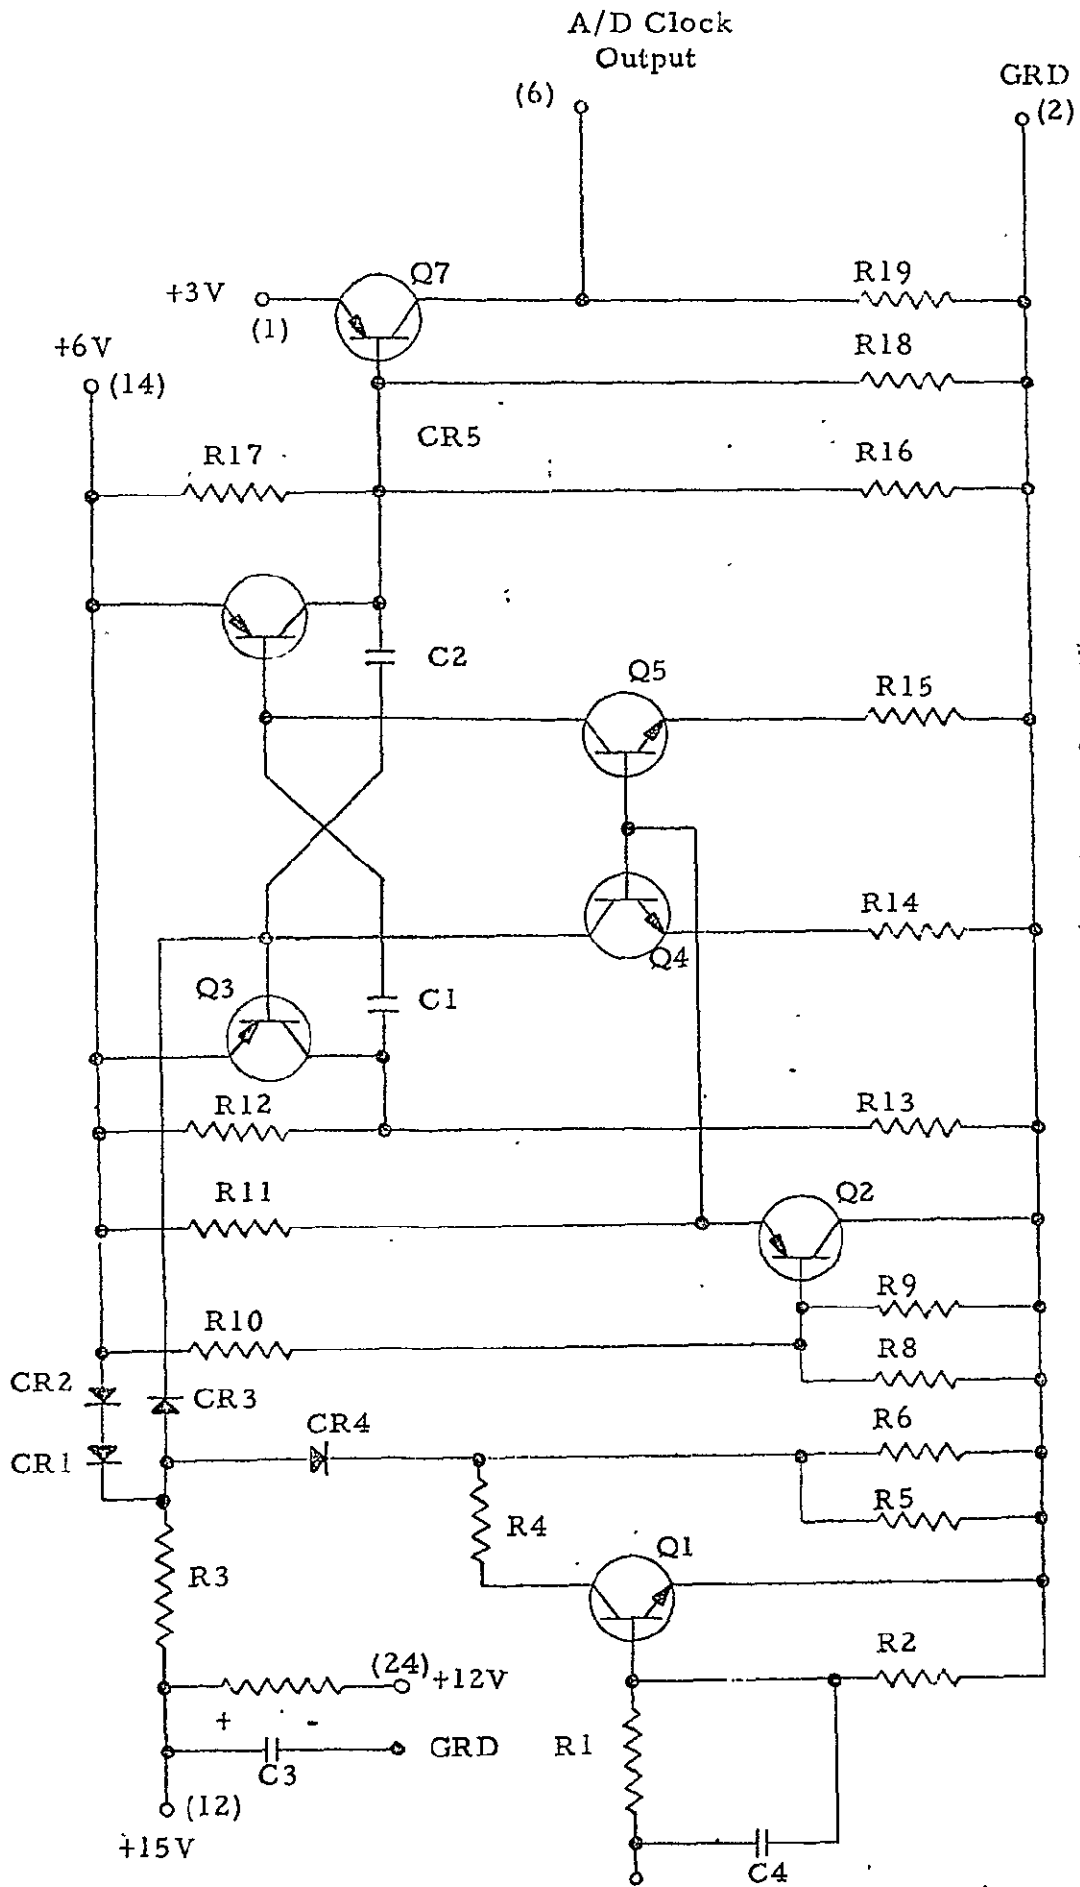 A/D Clock
Output
(6)
GRD
(2)
Q7
R19
+3V
(1)
R18
+6V
(14)
CR5
R17
R16
C2
Q5
R15
R14
Q4
Q3
C1
R12
R13
R11
Q2
R9
R10
R8
CR2
CR3
CR4
R6
CR1
R5
R4
Q1
R3
R2
(24)
+12V
+ -
R1
GRD
C3
(12)
+15V
C4